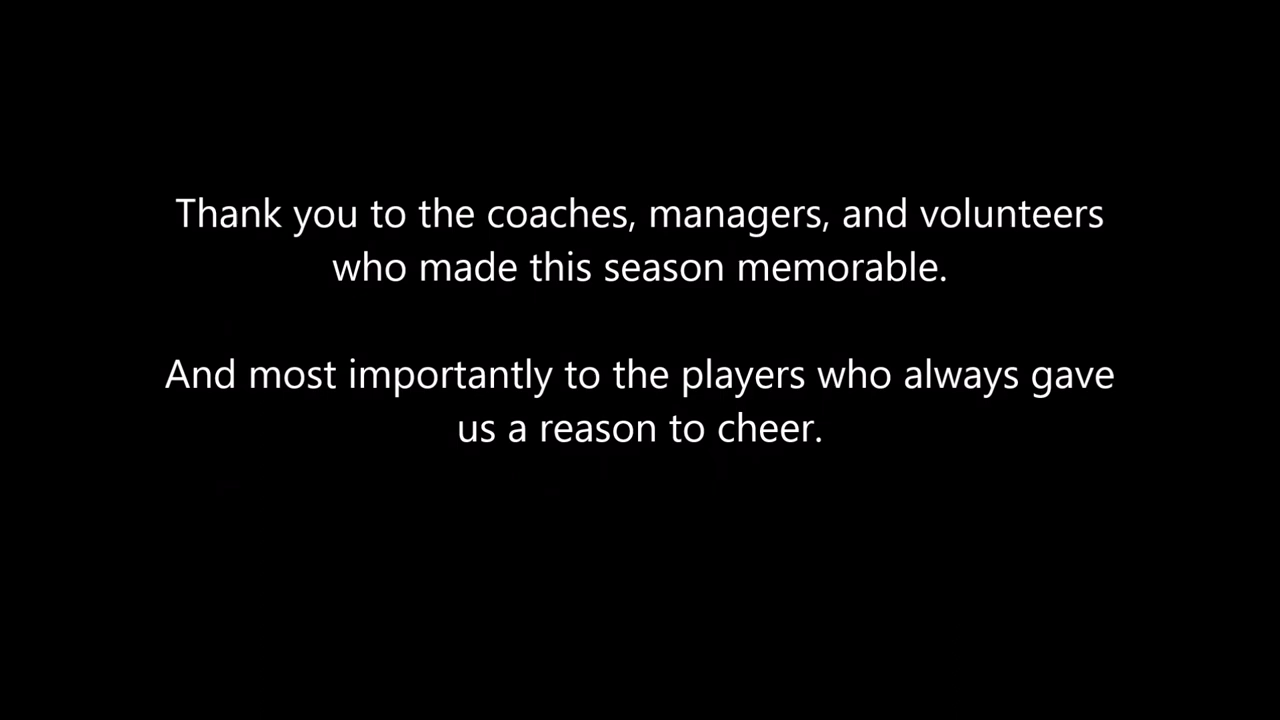 Thank you to the coaches, managers, and volunteers
who made this season memorable.
And most importantly to the players who always gave
us a reason to cheer.